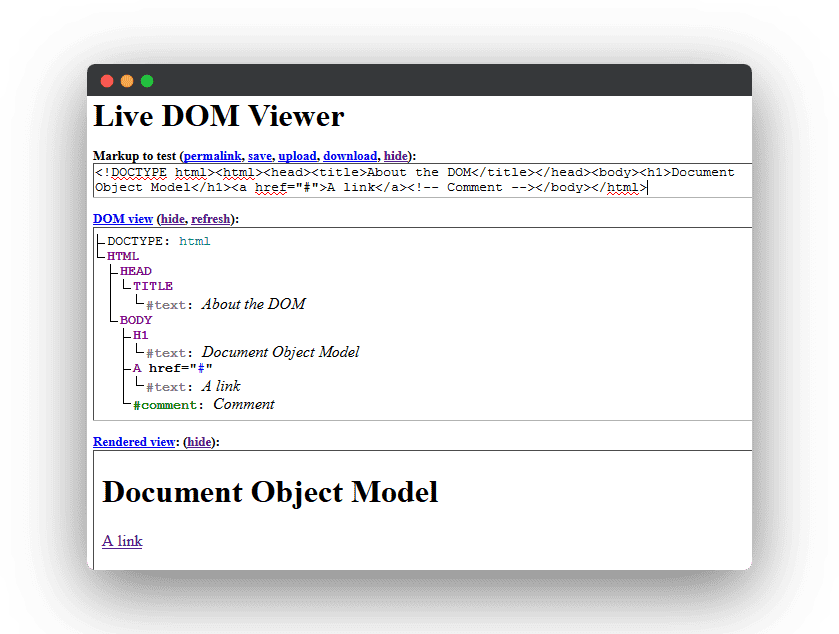 Live DOM Viewer
Markup to test (permalink, save, upload, download, hide):
<!DOCTYPE html><html><head><title>About the DOM</title></head><body><h1>Document
Object Model</h1><a href="#">A link</a><!-- Comment --></body></html>
DOM view (hide, refresh):
DOCTYPE: html
HTML
HEAD
TITLE
#text: About the DOM
BODY
H1
#text: Document Object Model
A href="#"
#text: A link
#comment: Comment
Rendered view: (hide):
Document Object Model
A link